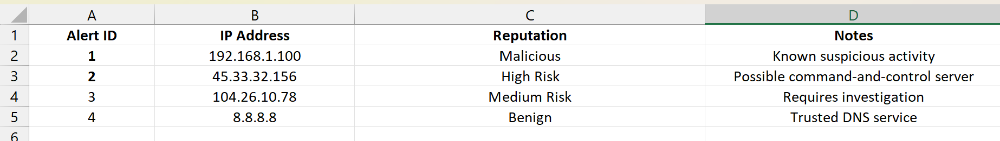 A B C D
1 Alert ID IP Address Reputation Notes
2 1 192.168.1.100 Malicious Known suspicious activity
3 2 45.33.32.156 High Risk Possible command-and-control server
4 3 104.26.10.78 Medium Risk Requires investigation
5 4 8.8.8.8 Benign Trusted DNS service
6